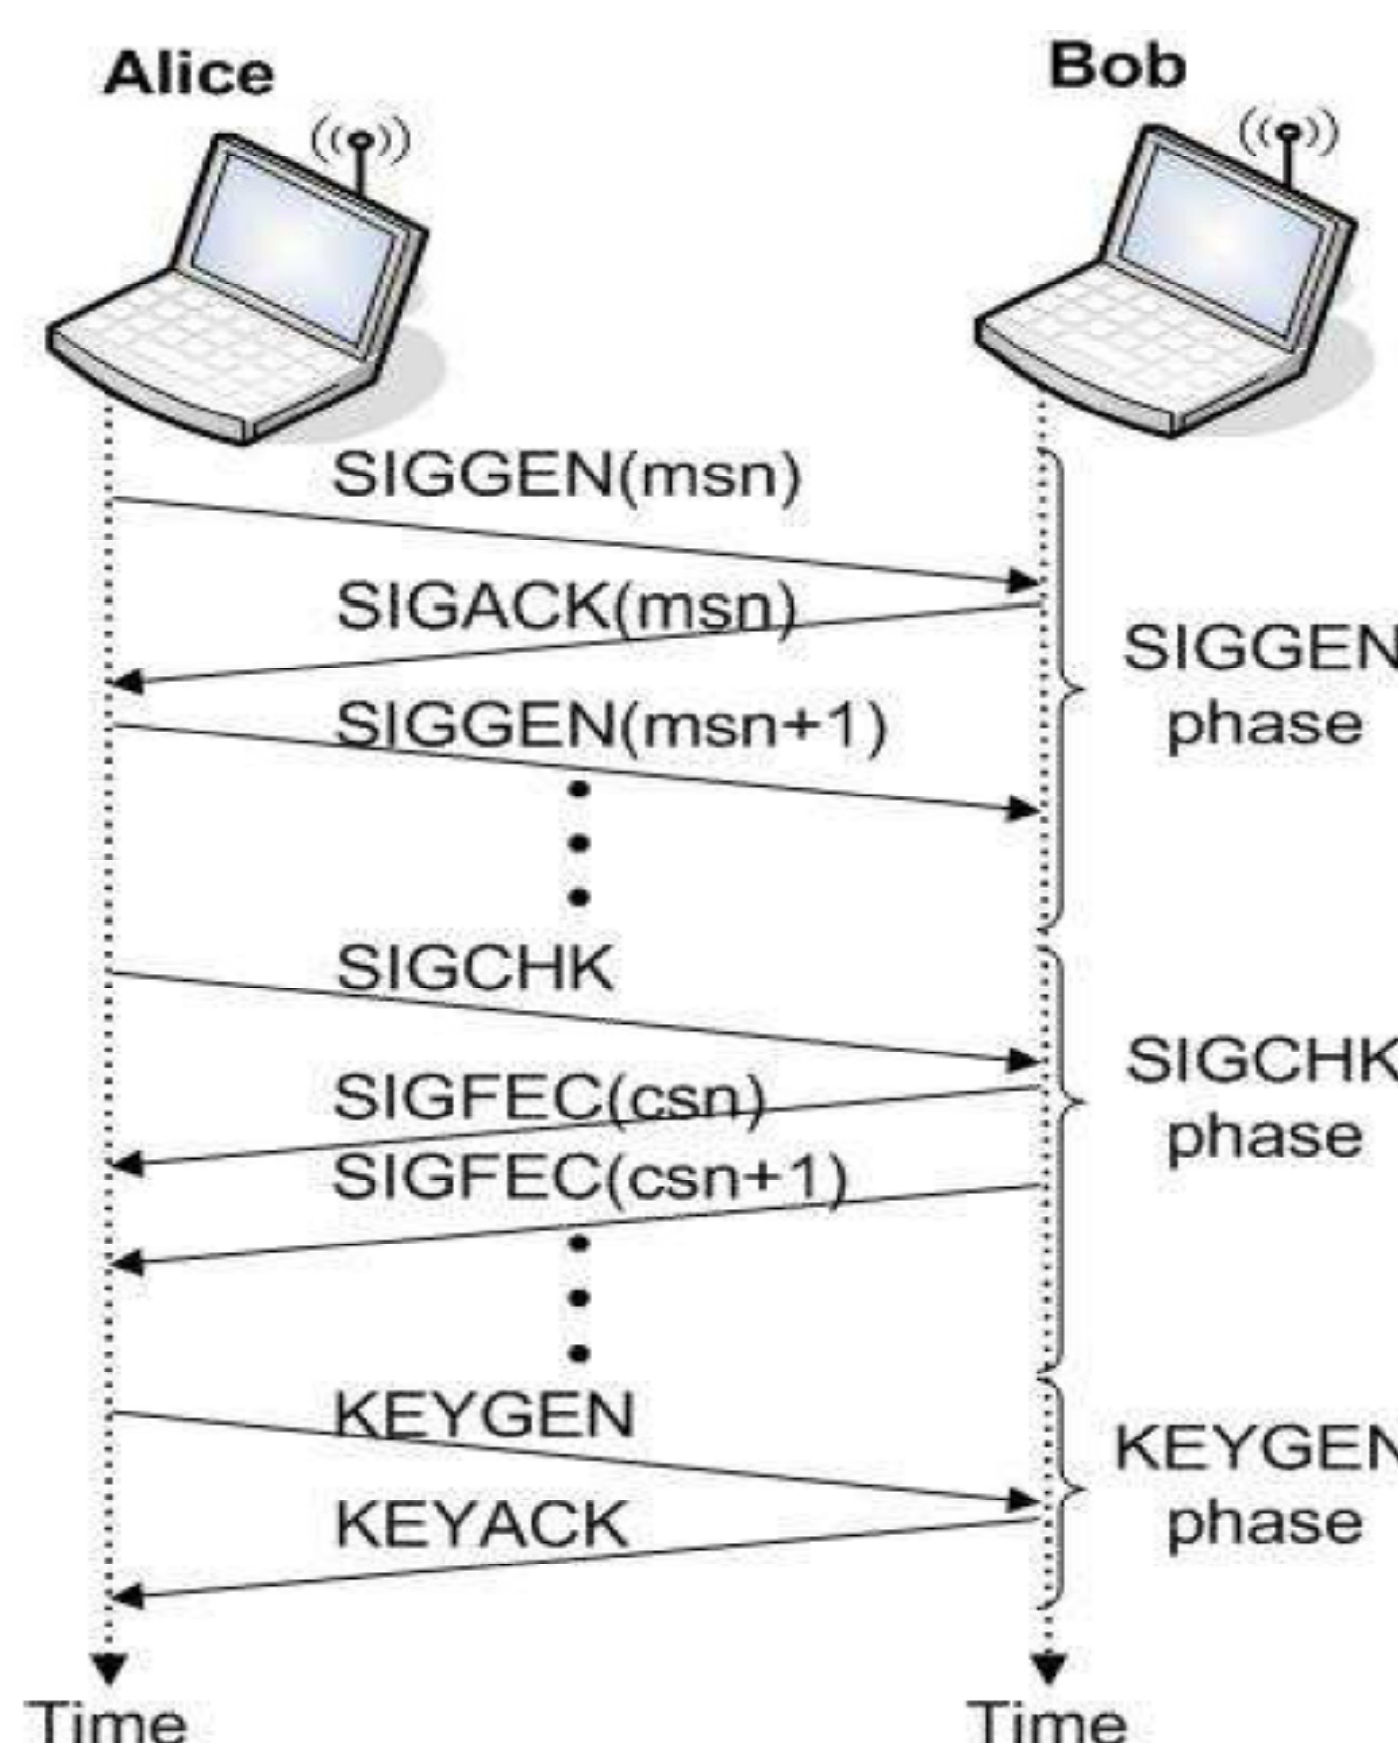 Alice
Bob
SIGGEN(msn)
SIGACK(msn)
SIGGEN(msn+1)
SIGGEN
phase
SIGCHK
SIGFEC(csn)
SIGFEC(csn+1)
SIGCHK
phase
KEYGEN
KEYACK
KEYGEN
phase
Time
Time